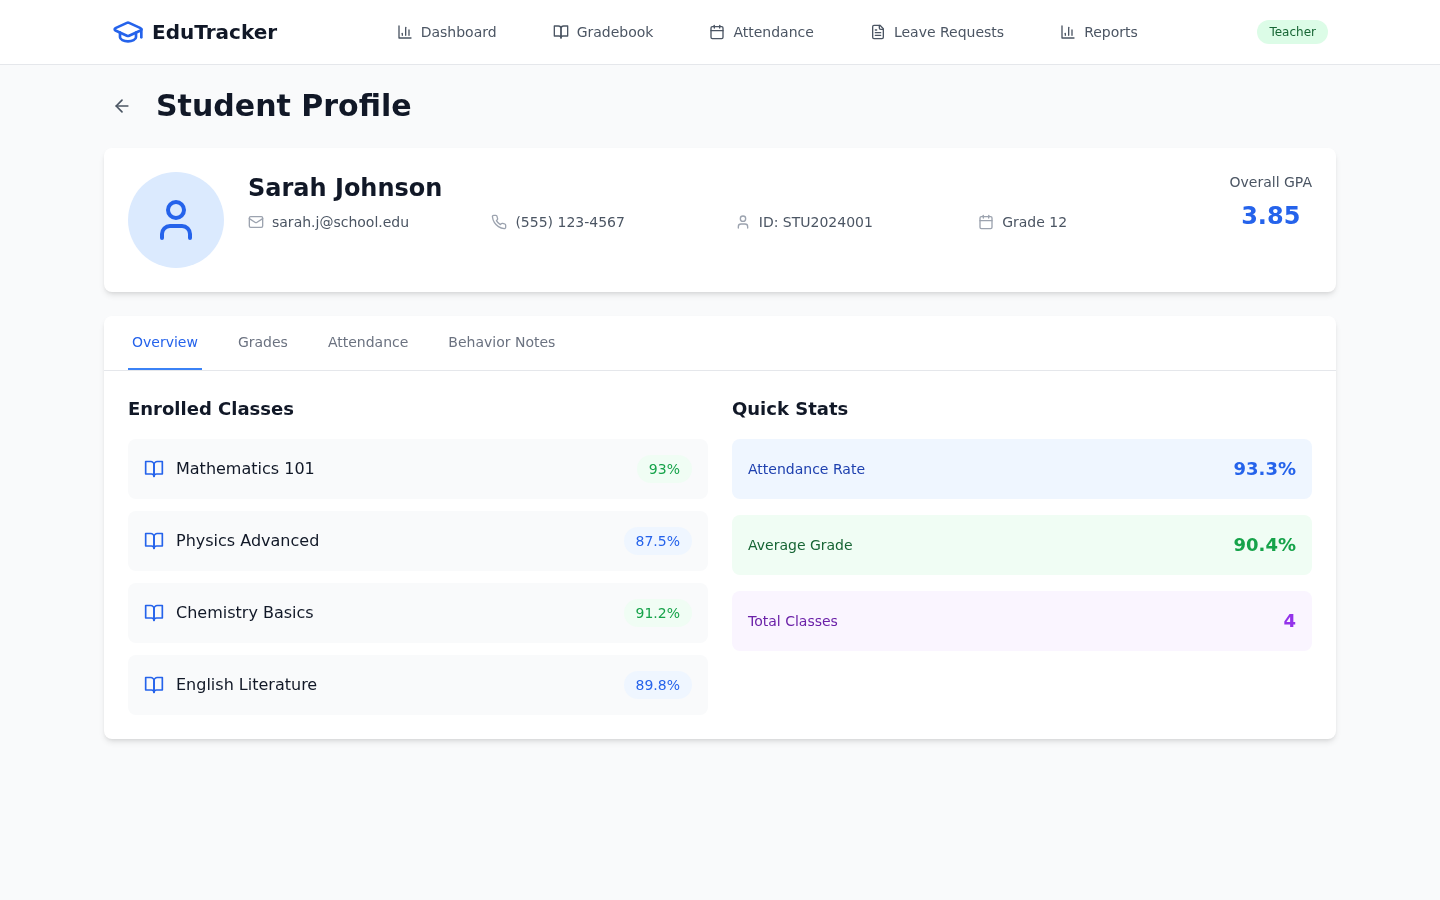 EduTracker
Dashboard
Gradebook
Attendance
Leave Requests
Reports
Teacher
Student Profile
Sarah Johnson
sarah.j@school.edu
(555) 123-4567
ID: STU2024001
Grade 12
Overall GPA
3.85
Overview
Grades
Attendance
Behavior Notes
Enrolled Classes
Mathematics 101
93%
Physics Advanced
87.5%
Chemistry Basics
91.2%
English Literature
89.8%
Quick Stats
Attendance Rate
93.3%
Average Grade
90.4%
Total Classes
4